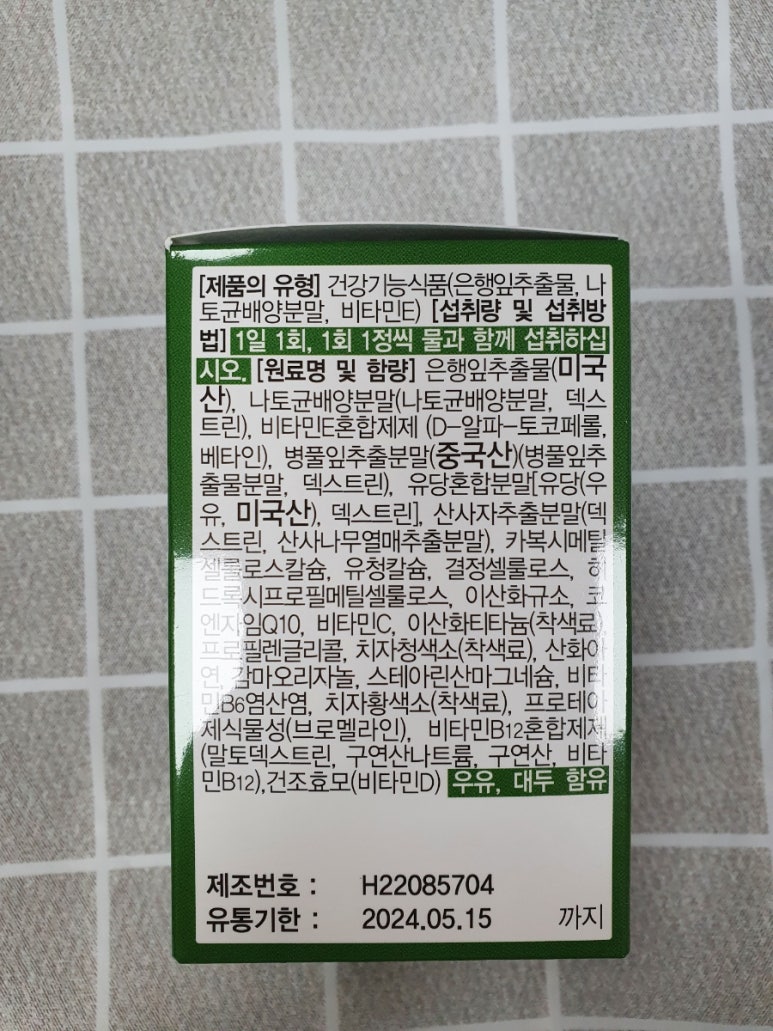 [제품의 유형] 건강기능식품(은행잎추출물, 나
토균배양분말, 비타민E) [섭취량 및 섭취방
법] 1일 1회, 1회 1정씩 물과 함께 섭취하십
시오. [원료명 및 함량] 은행잎추출물(미국
산), 나토균배양분말(나토균배양분말, 덱스
트린), 비타민E혼합제제 (D-알파-토코페롤,
베타인), 병풀잎추출분말(중국산)(병풀잎추
출물분말, 덱스트린), 유당혼합분말[유당(우
유, 미국산), 덱스트린], 산사자추출분말(덱
스트린, 산사나무열매추출분말), 카복시메틸
셀룰로스칼슘, 유청칼슘, 결정셀룰로스, 히
드록시프로필메틸셀룰로스, 이산화규소, 코
엔자임Q10, 비타민C, 이산화티타늄(착색료),
프로필렌글리콜, 치자청색소(착색료), 산화아
연, 감마오리자놀, 스테아린산마그네슘, 비타
민B6염산염, 치자황색소(착색료), 프로테아
제식물성(브로멜라인), 비타민B12혼합제제
(말토덱스트린, 구연산나트륨, 구연산, 비타
민B12),건조효모(비타민D) 우유, 대두 함유
제조번호 : H22085704
유통기한 : 2024.05.15 까지